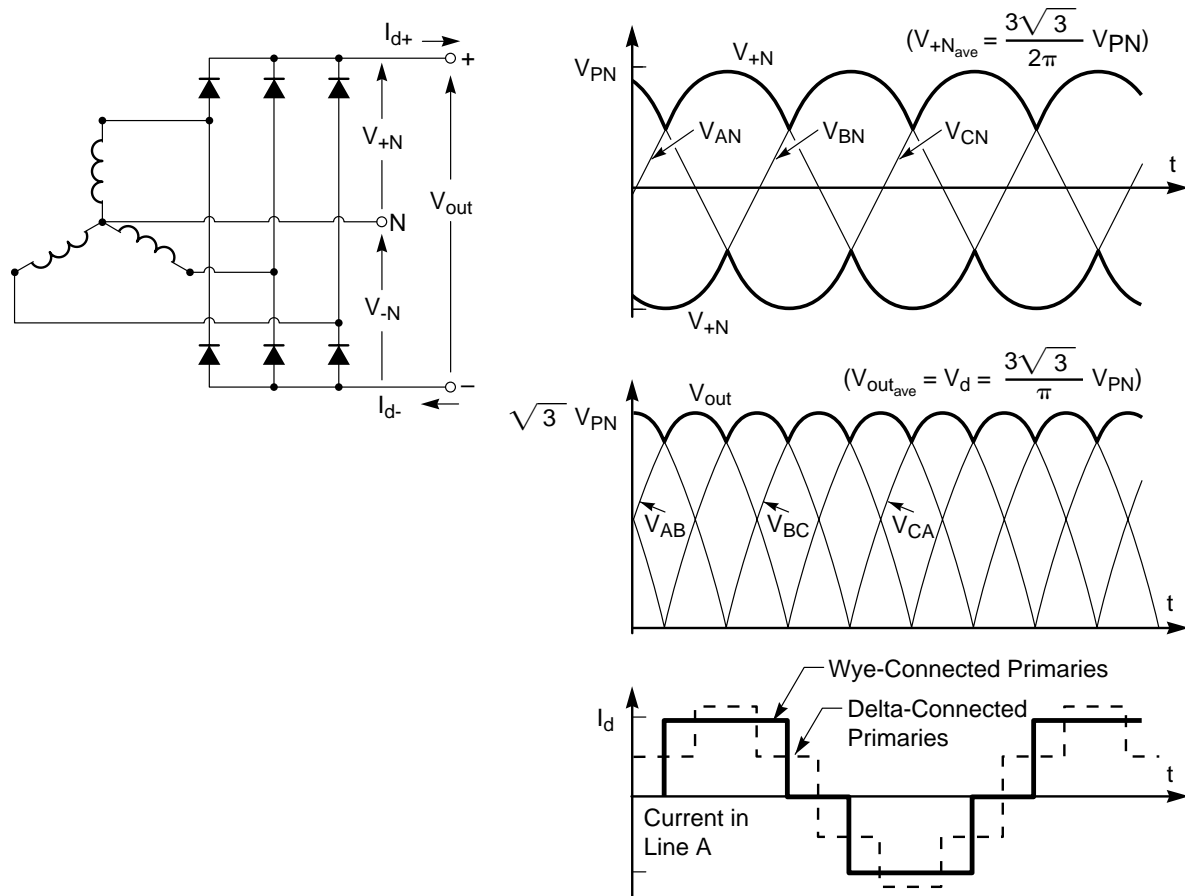 I_d+
+
V_+N
N
V_out
V_-N
−
I_d-
(V_+N_ave = 3√3 / 2π V_PN)
V_PN
V_+N
V_AN
V_BN
V_CN
t
V_+N
(V_out_ave = V_d = 3√3 / π V_PN)
√3 V_PN
V_out
V_AB
V_BC
V_CA
t
Wye-Connected Primaries
I_d
Delta-Connected
Primaries
t
Current in
Line A